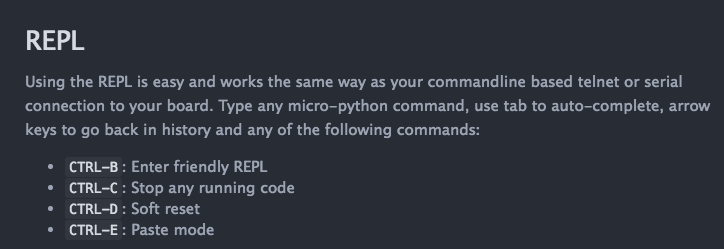 REPL
Using the REPL is easy and works the same way as your commandline based telnet or serial
connection to your board. Type any micro-python command, use tab to auto-complete, arrow
keys to go back in history and any of the following commands:
• CTRL-B: Enter friendly REPL
• CTRL-C: Stop any running code
• CTRL-D: Soft reset
• CTRL-E: Paste mode